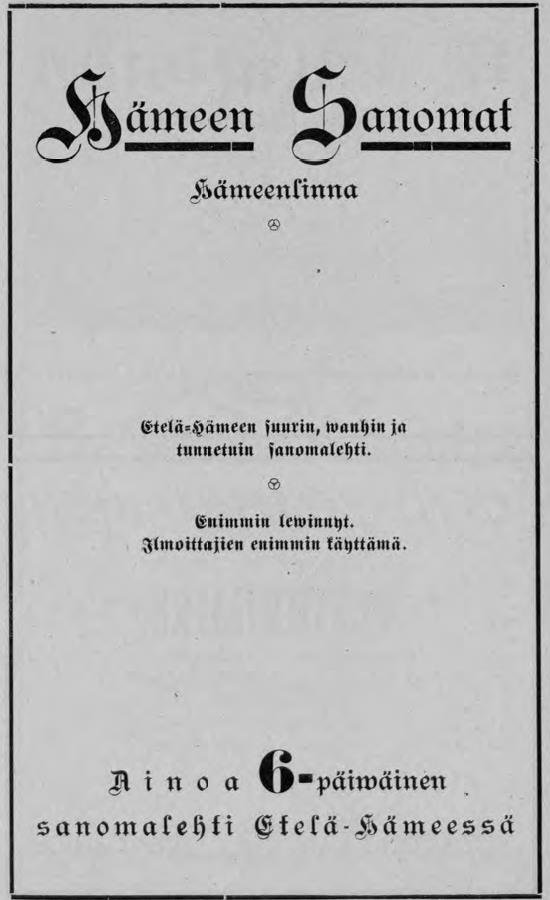 Hämeen Sanomat
Hämeenlinna
Etelä-Hämeen suurin, wanhin ja
tunnetuin sanomalehti.
Enimmin lewinnyt.
Ilmoittajien enimmin käyttämä.
Ainoa 6-päiwäinen
sanomalehti Etelä-Hämeessä